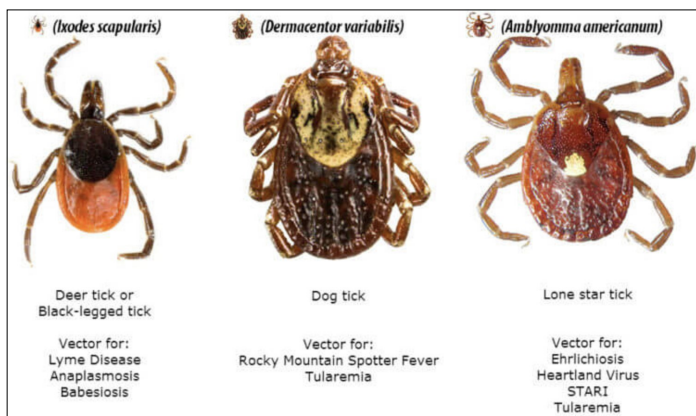 (Ixodes scapularis)
(Dermacentor variabilis)
(Amblyomma americanum)
Deer tick or
Black-legged tick
Vector for:
Lyme Disease
Anaplasmosis
Babesiosis
Dog tick
Vector for:
Rocky Mountain Spotter Fever
Tularemia
Lone star tick
Vector for:
Ehrlichiosis
Heartland Virus
STARI
Tularemia